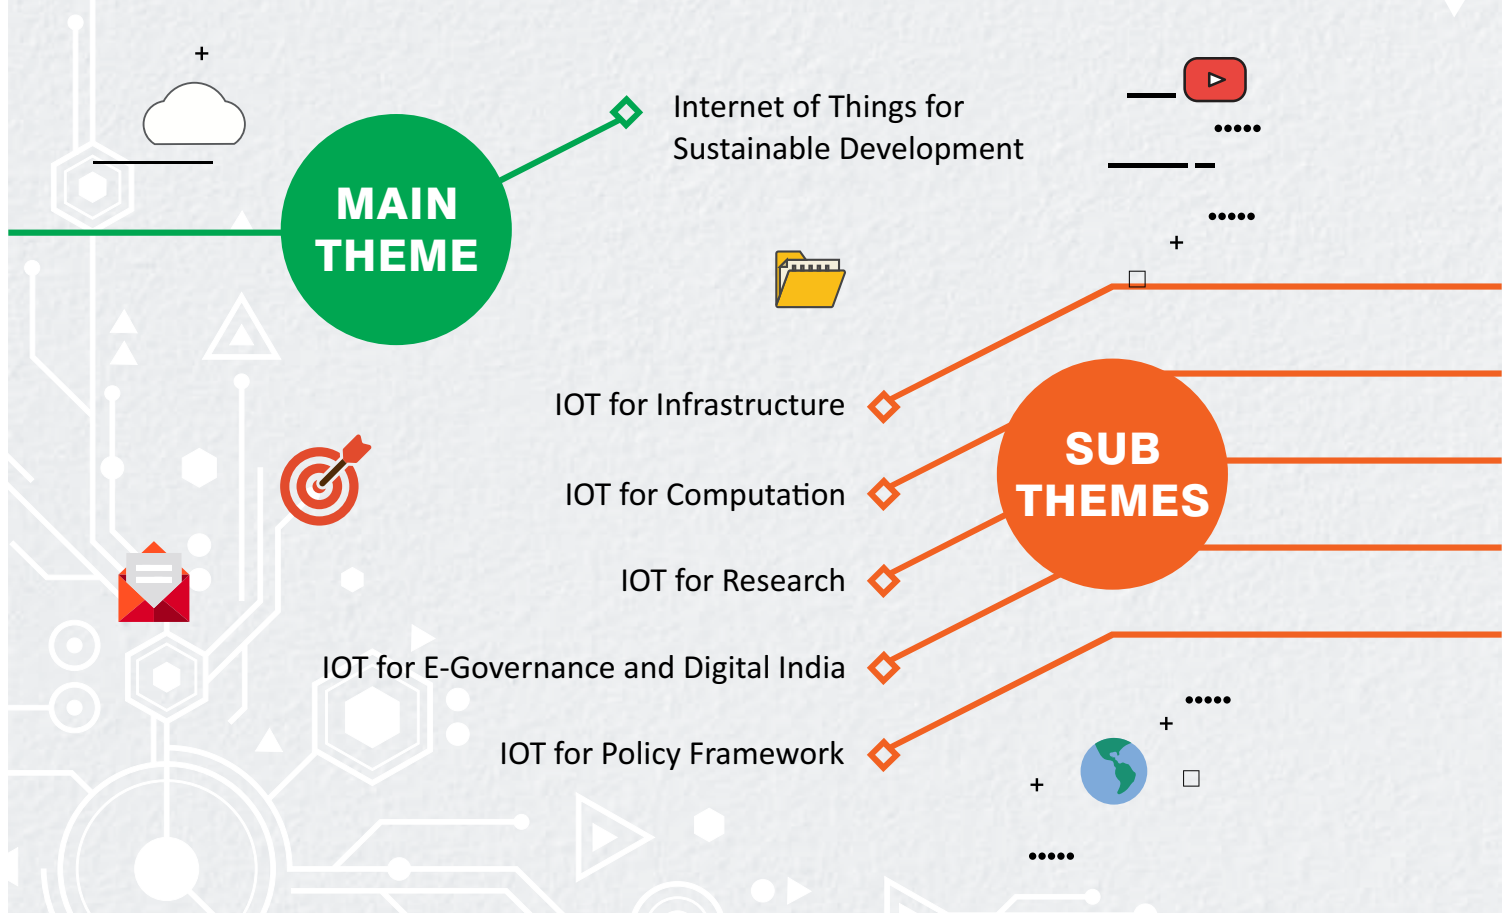 MAIN
THEME
Internet of Things for
Sustainable Development
SUB
THEMES
IOT for Infrastructure
IOT for Computation
IOT for Research
IOT for E-Governance and Digital India
IOT for Policy Framework